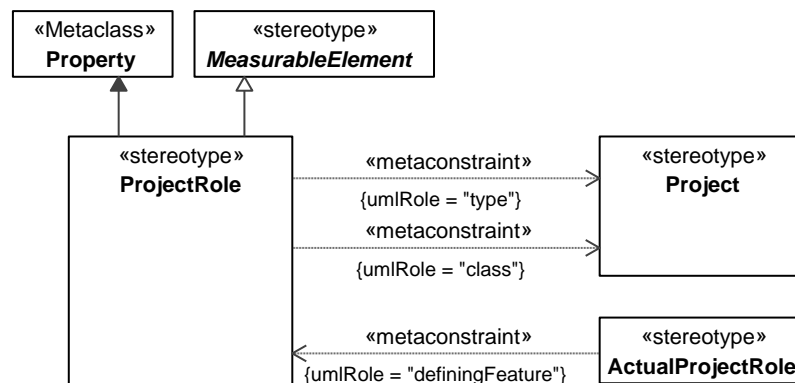 «Metaclass»
Property
«stereotype»
MeasurableElement
«stereotype»
ProjectRole
«metaconstraint»
{umlRole = "type"}
«metaconstraint»
{umlRole = "class"}
«stereotype»
Project
«metaconstraint»
{umlRole = "definingFeature"}
«stereotype»
ActualProjectRole